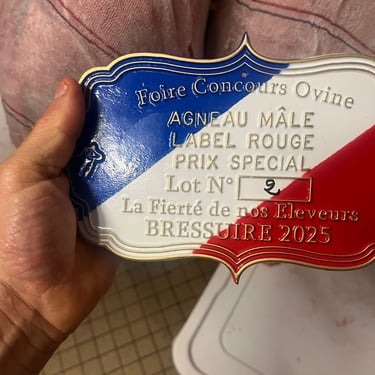 Foire Concours Ovine
AGNEAU MÂLE
LABEL ROUGE
PRIX SPECIAL
Lot N° 2
La Fierté de nos Eleveurs
BRESSUIRE 2025